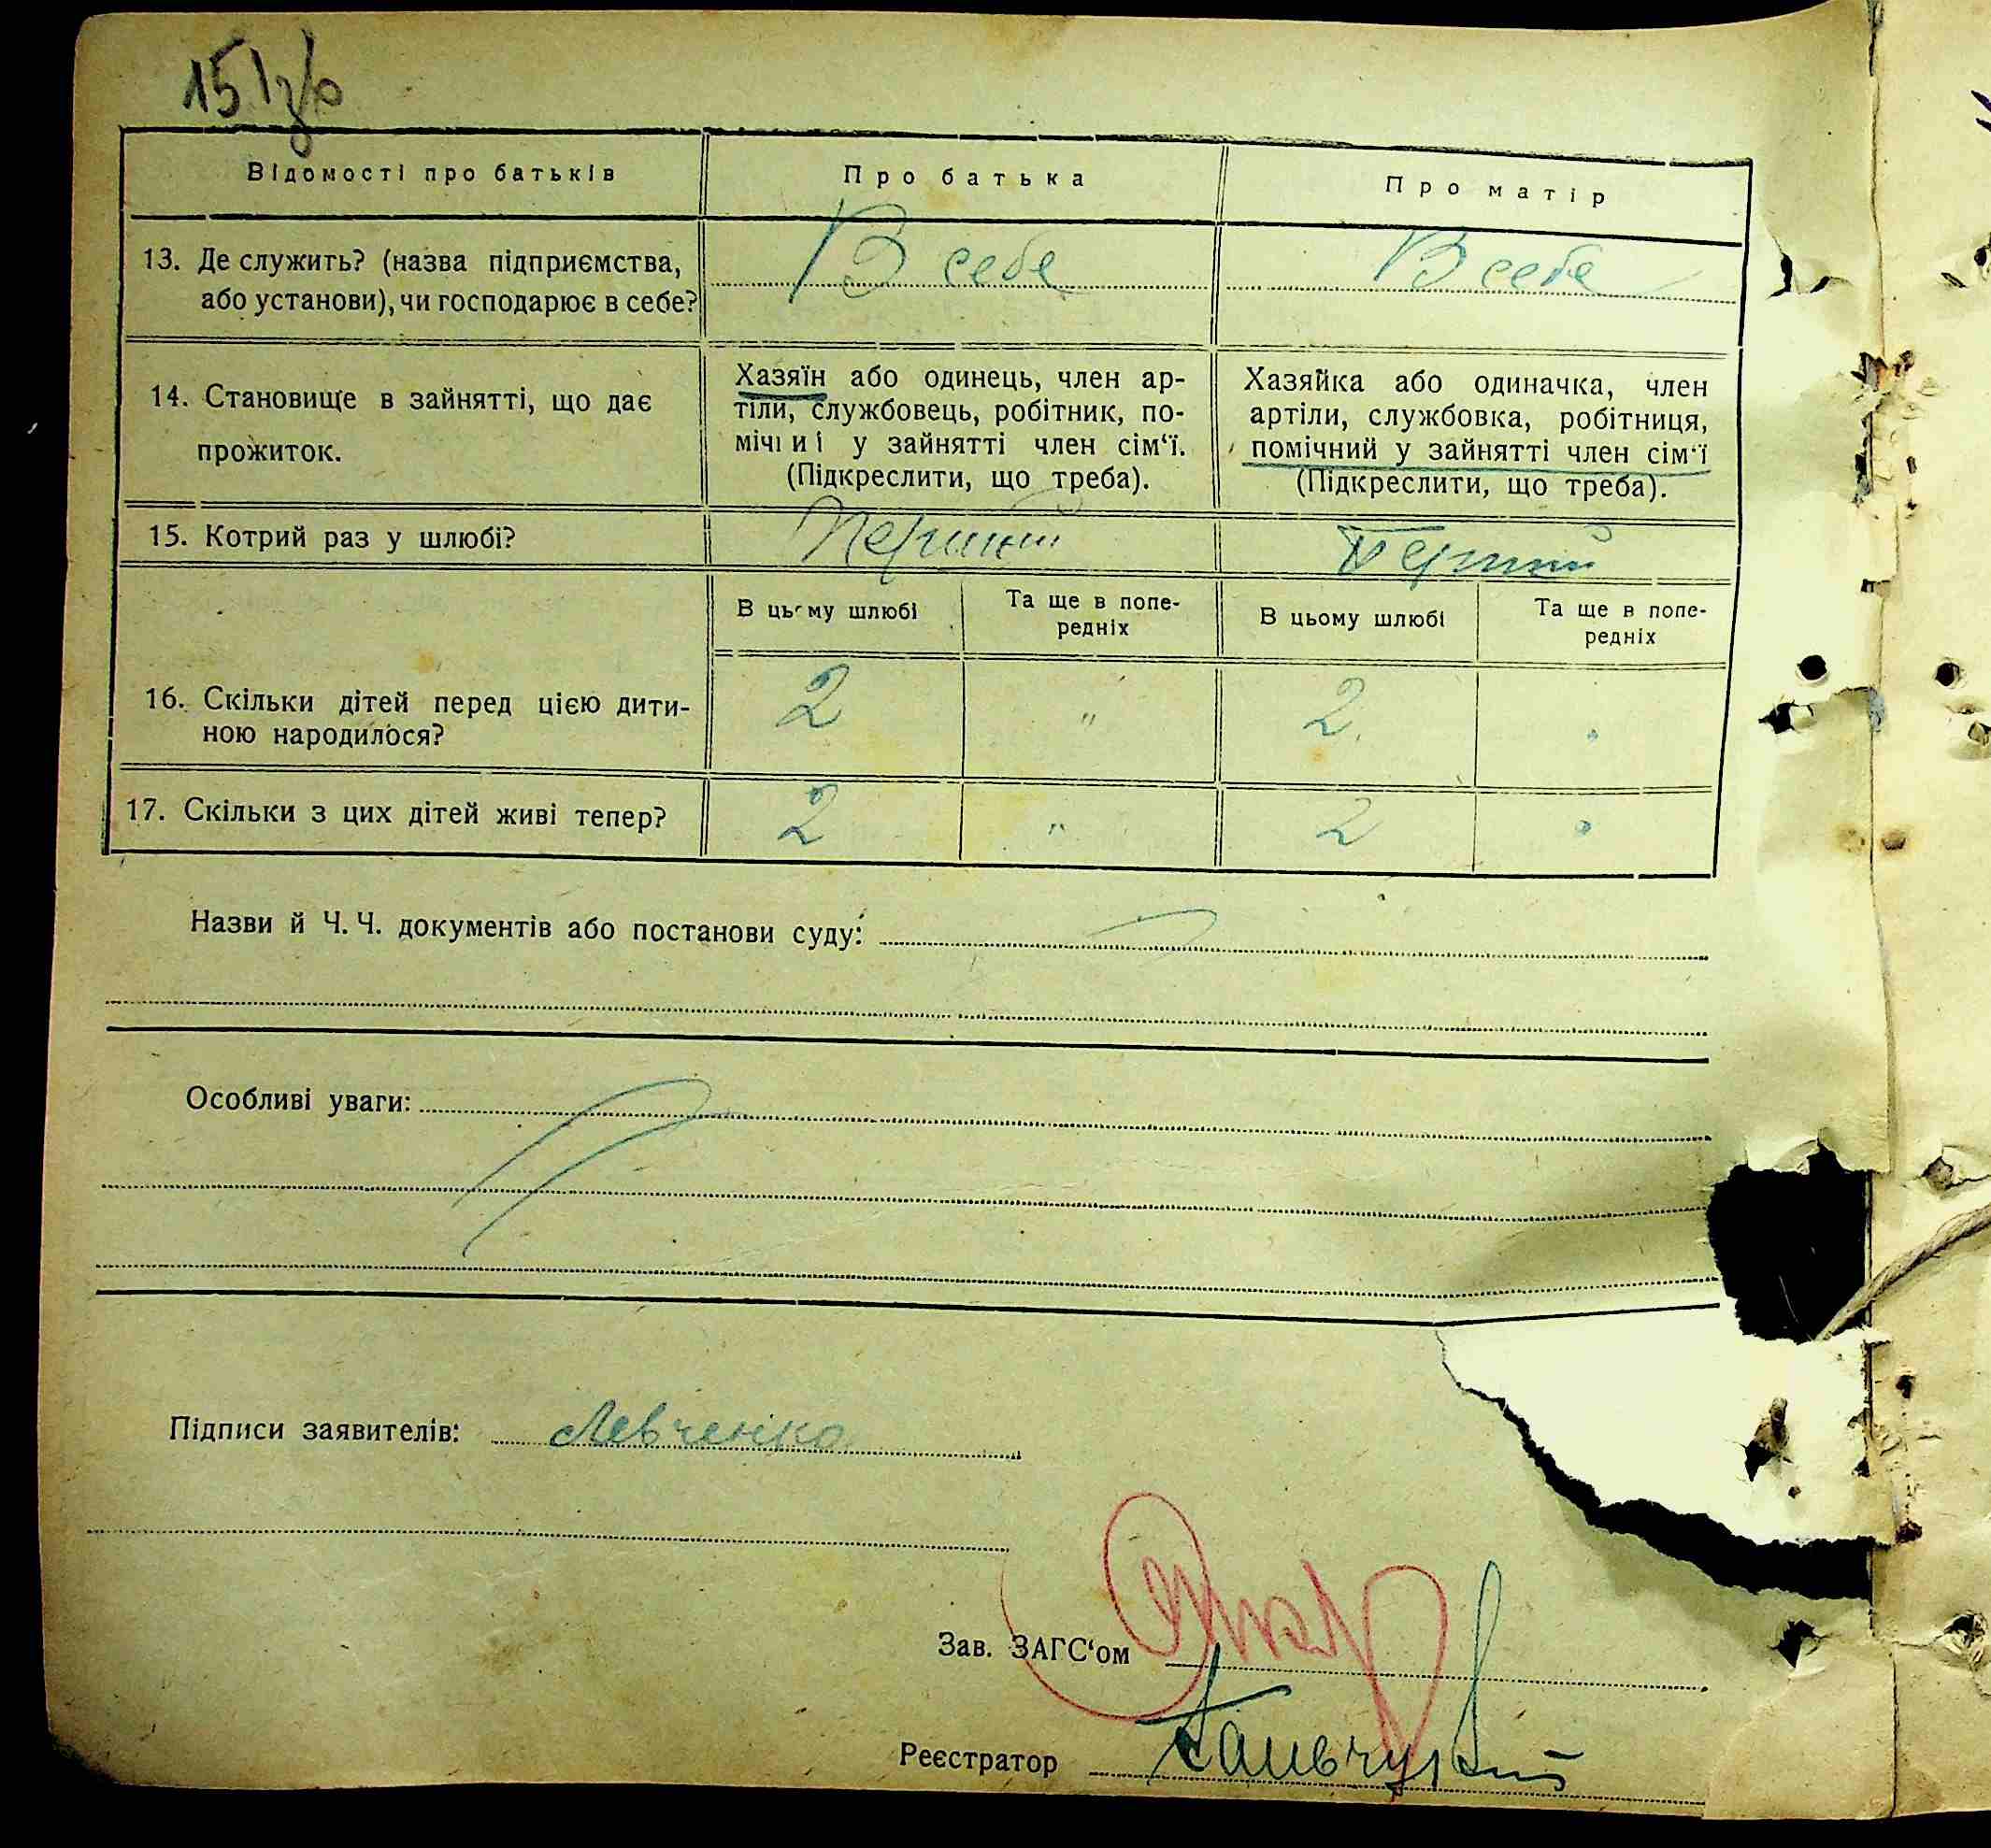 Відомості про батьків
Про батька
Про матір
13. Де служить? (назва підприємства,
або установи), чи господарює в себе?
В себе
В себе
14. Становище в зайнятті, що дає
прожиток.
Хазяїн або одинець, член ар-
тіли, службовець, робітник, по-
мічн и і у зайнятті член сім‘ї.
(Підкреслити, що треба).
Хазяйка або одиначка, член
артіли, службовка, робітниця,
помічний у зайнятті член сім‘ї
(Підкреслити, що треба).
15. Котрий раз у шлюбі?
Перший
Перший
В цьому шлюбі
Та ще в попе-
редніх
В цьому шлюбі
Та ще в попе-
редніх
16. Скільки дітей перед цією дити-
ною народилося?
2
"
2
17. Скільки з цих дітей живі тепер?
2
"
2
Назви й Ч. Ч. документів або постанови суду:
Особливі уваги:
Підписи заявителів: Левченко
Зав. ЗАГС‘ом
Реєстратор